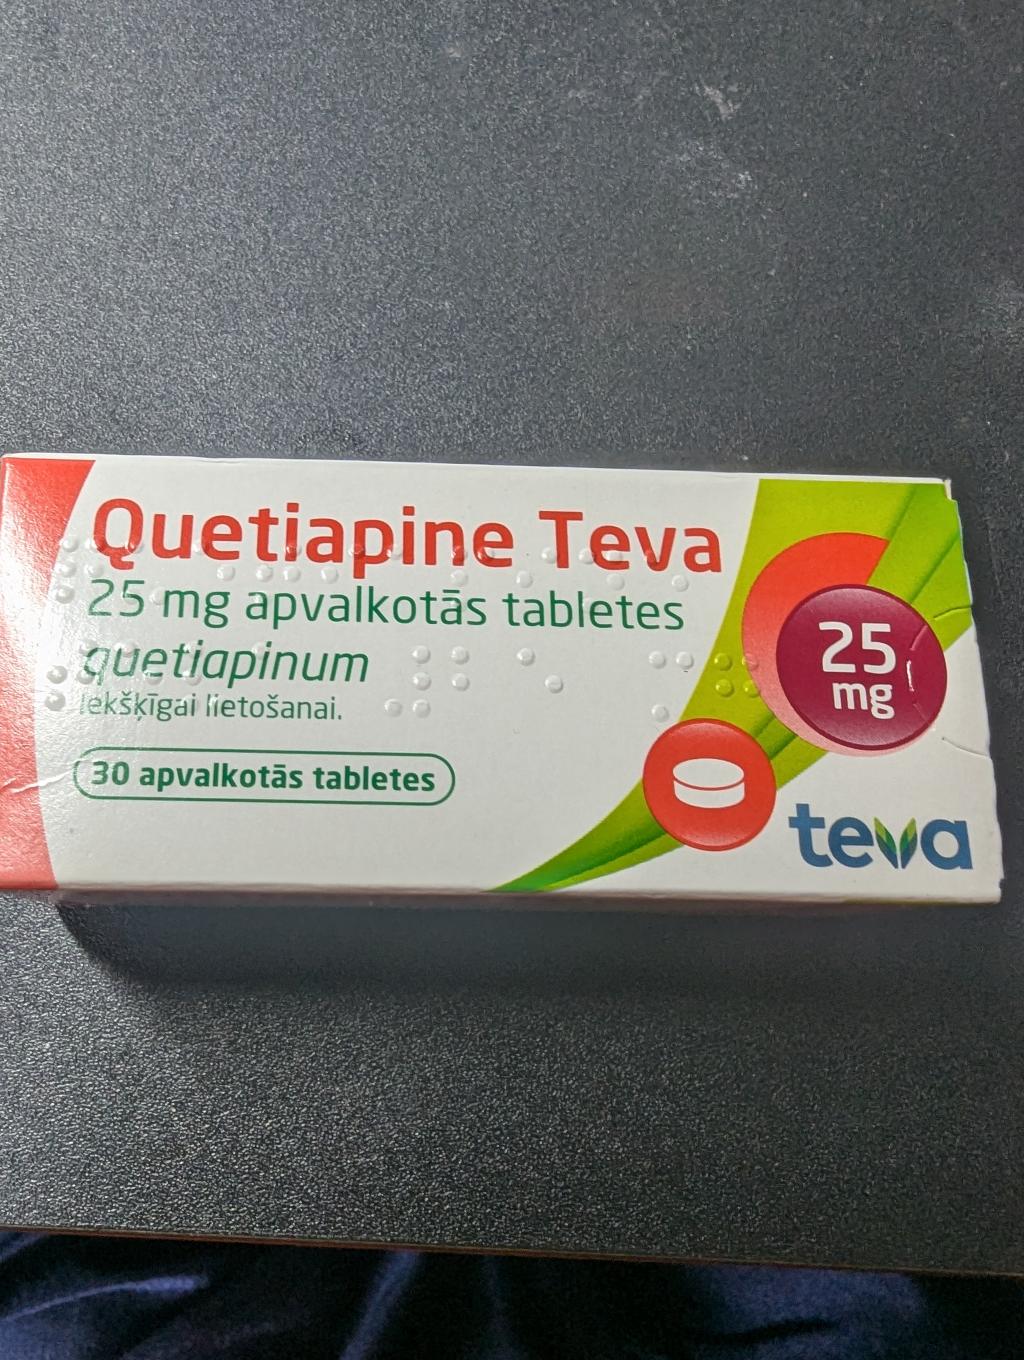 Quetiapine Teva
25 mg apvalkotās tabletes
quetiapinum
Iekšķīgai lietošanai.
30 apvalkotās tabletes
25
mg
teva